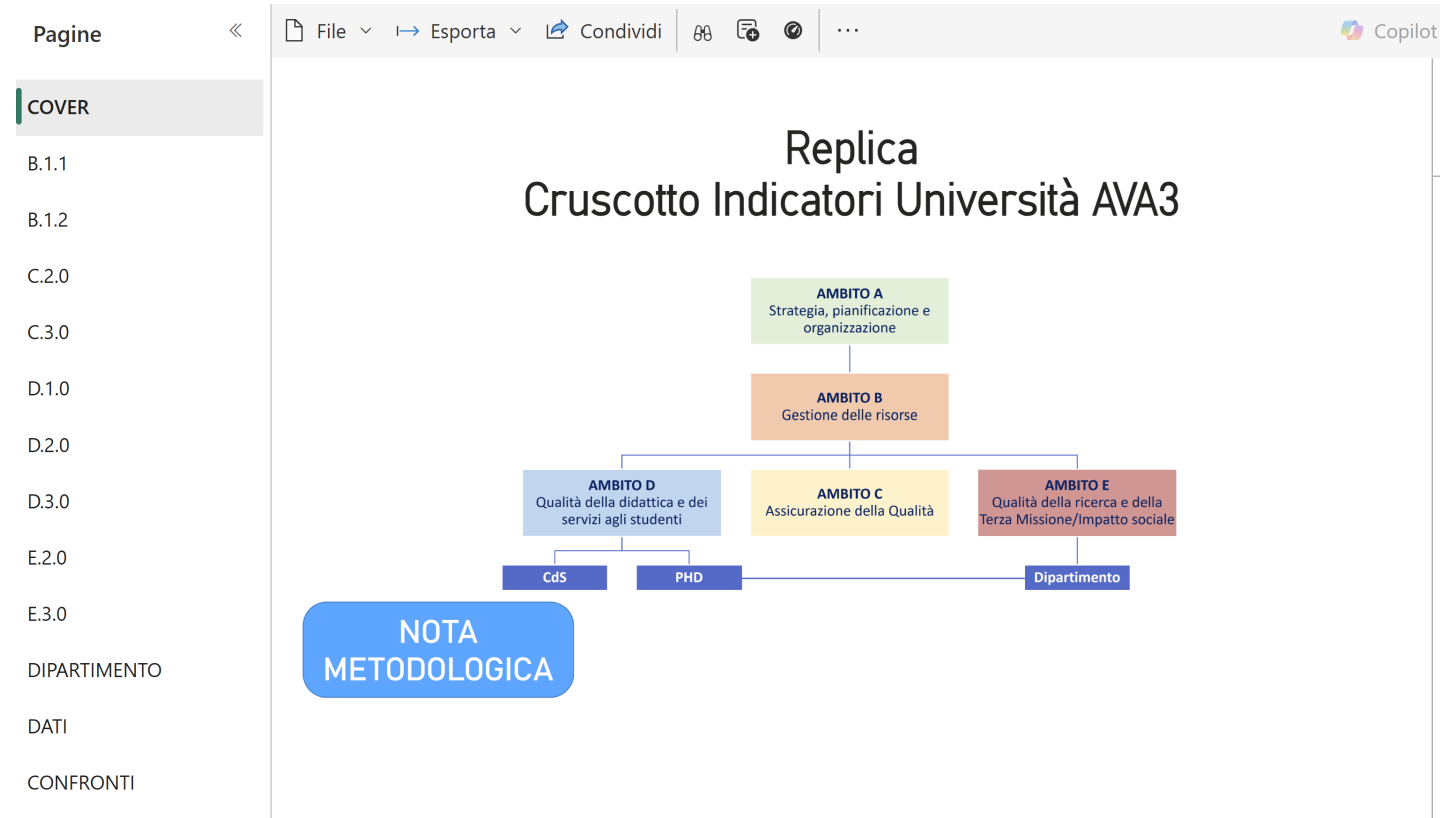 Pagine
File
Esporta
Condividi
Copilot
COVER
B.1.1
B.1.2
C.2.0
C.3.0
D.1.0
D.2.0
D.3.0
E.2.0
E.3.0
DIPARTIMENTO
DATI
CONFRONTI
Replica
Cruscotto Indicatori Università AVA3
AMBITO A
Strategia, pianificazione e
organizzazione
AMBITO B
Gestione delle risorse
AMBITO D
Qualità della didattica e dei
servizi agli studenti
AMBITO C
Assicurazione della Qualità
AMBITO E
Qualità della ricerca e della
Terza Missione/Impatto sociale
CdS
PHD
Dipartimento
NOTA
METODOLOGICA